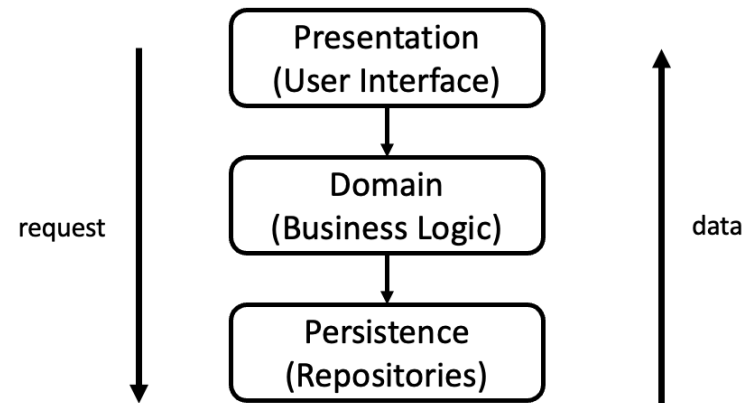 Presentation
(User Interface)
Domain
(Business Logic)
request
data
Persistence
(Repositories)